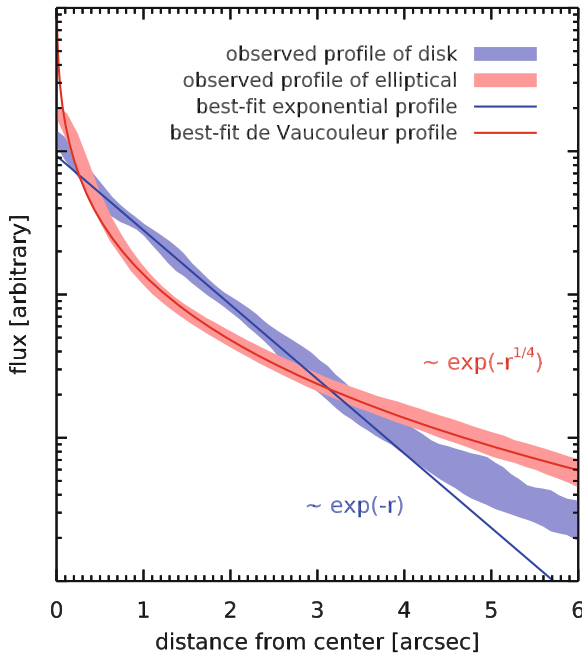 observed profile of disk
observed profile of elliptical
best-fit exponential profile
best-fit de Vaucouleur profile
flux [arbitrary]
~ exp(-r^{1/4})
~ exp(-r)
0 1 2 3 4 5 6
distance from center [arcsec]